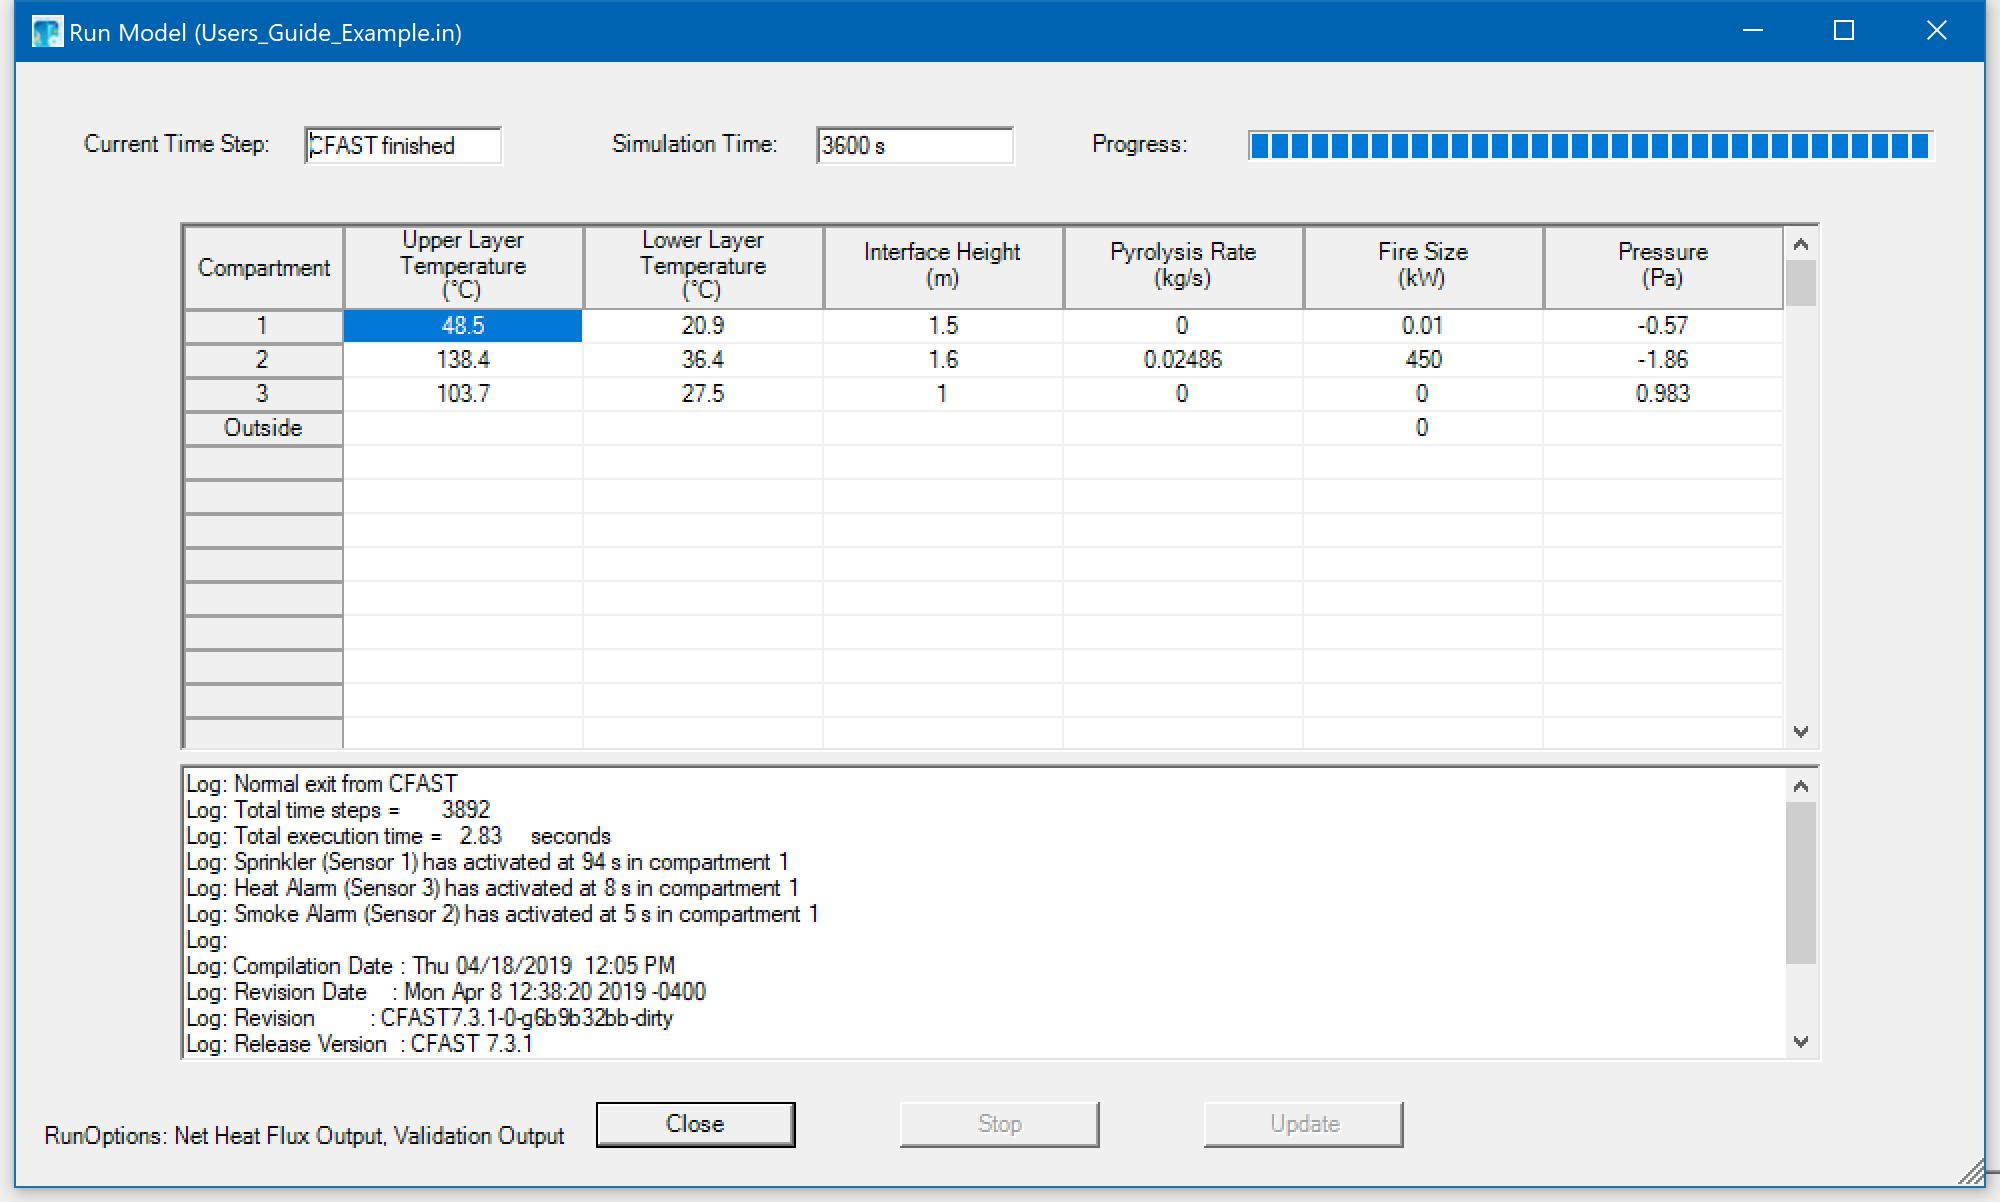 Run Model (Users_Guide_Example.in)
Current Time Step: CFAST finished Simulation Time: 3600 s Progress:
Compartment Upper Layer Temperature (°C) Lower Layer Temperature (°C) Interface Height (m) Pyrolysis Rate (kg/s) Fire Size (kW) Pressure (Pa)
1 48.5 20.9 1.5 0 0.01 -0.57
2 138.4 36.4 1.6 0.02486 450 -1.86
3 103.7 27.5 1 0 0 0.983
Outside 0
Log: Normal exit from CFAST
Log: Total time steps = 3892
Log: Total execution time = 2.83 seconds
Log: Sprinkler (Sensor 1) has activated at 94 s in compartment 1
Log: Heat Alarm (Sensor 3) has activated at 8 s in compartment 1
Log: Smoke Alarm (Sensor 2) has activated at 5 s in compartment 1
Log:
Log: Compilation Date : Thu 04/18/2019 12:05 PM
Log: Revision Date : Mon Apr 8 12:38:20 2019 -0400
Log: Revision : CFAST7.3.1-0-g6b9b32bb-dirty
Log: Release Version : CFAST 7.3.1
RunOptions: Net Heat Flux Output, Validation Output Close Stop Update